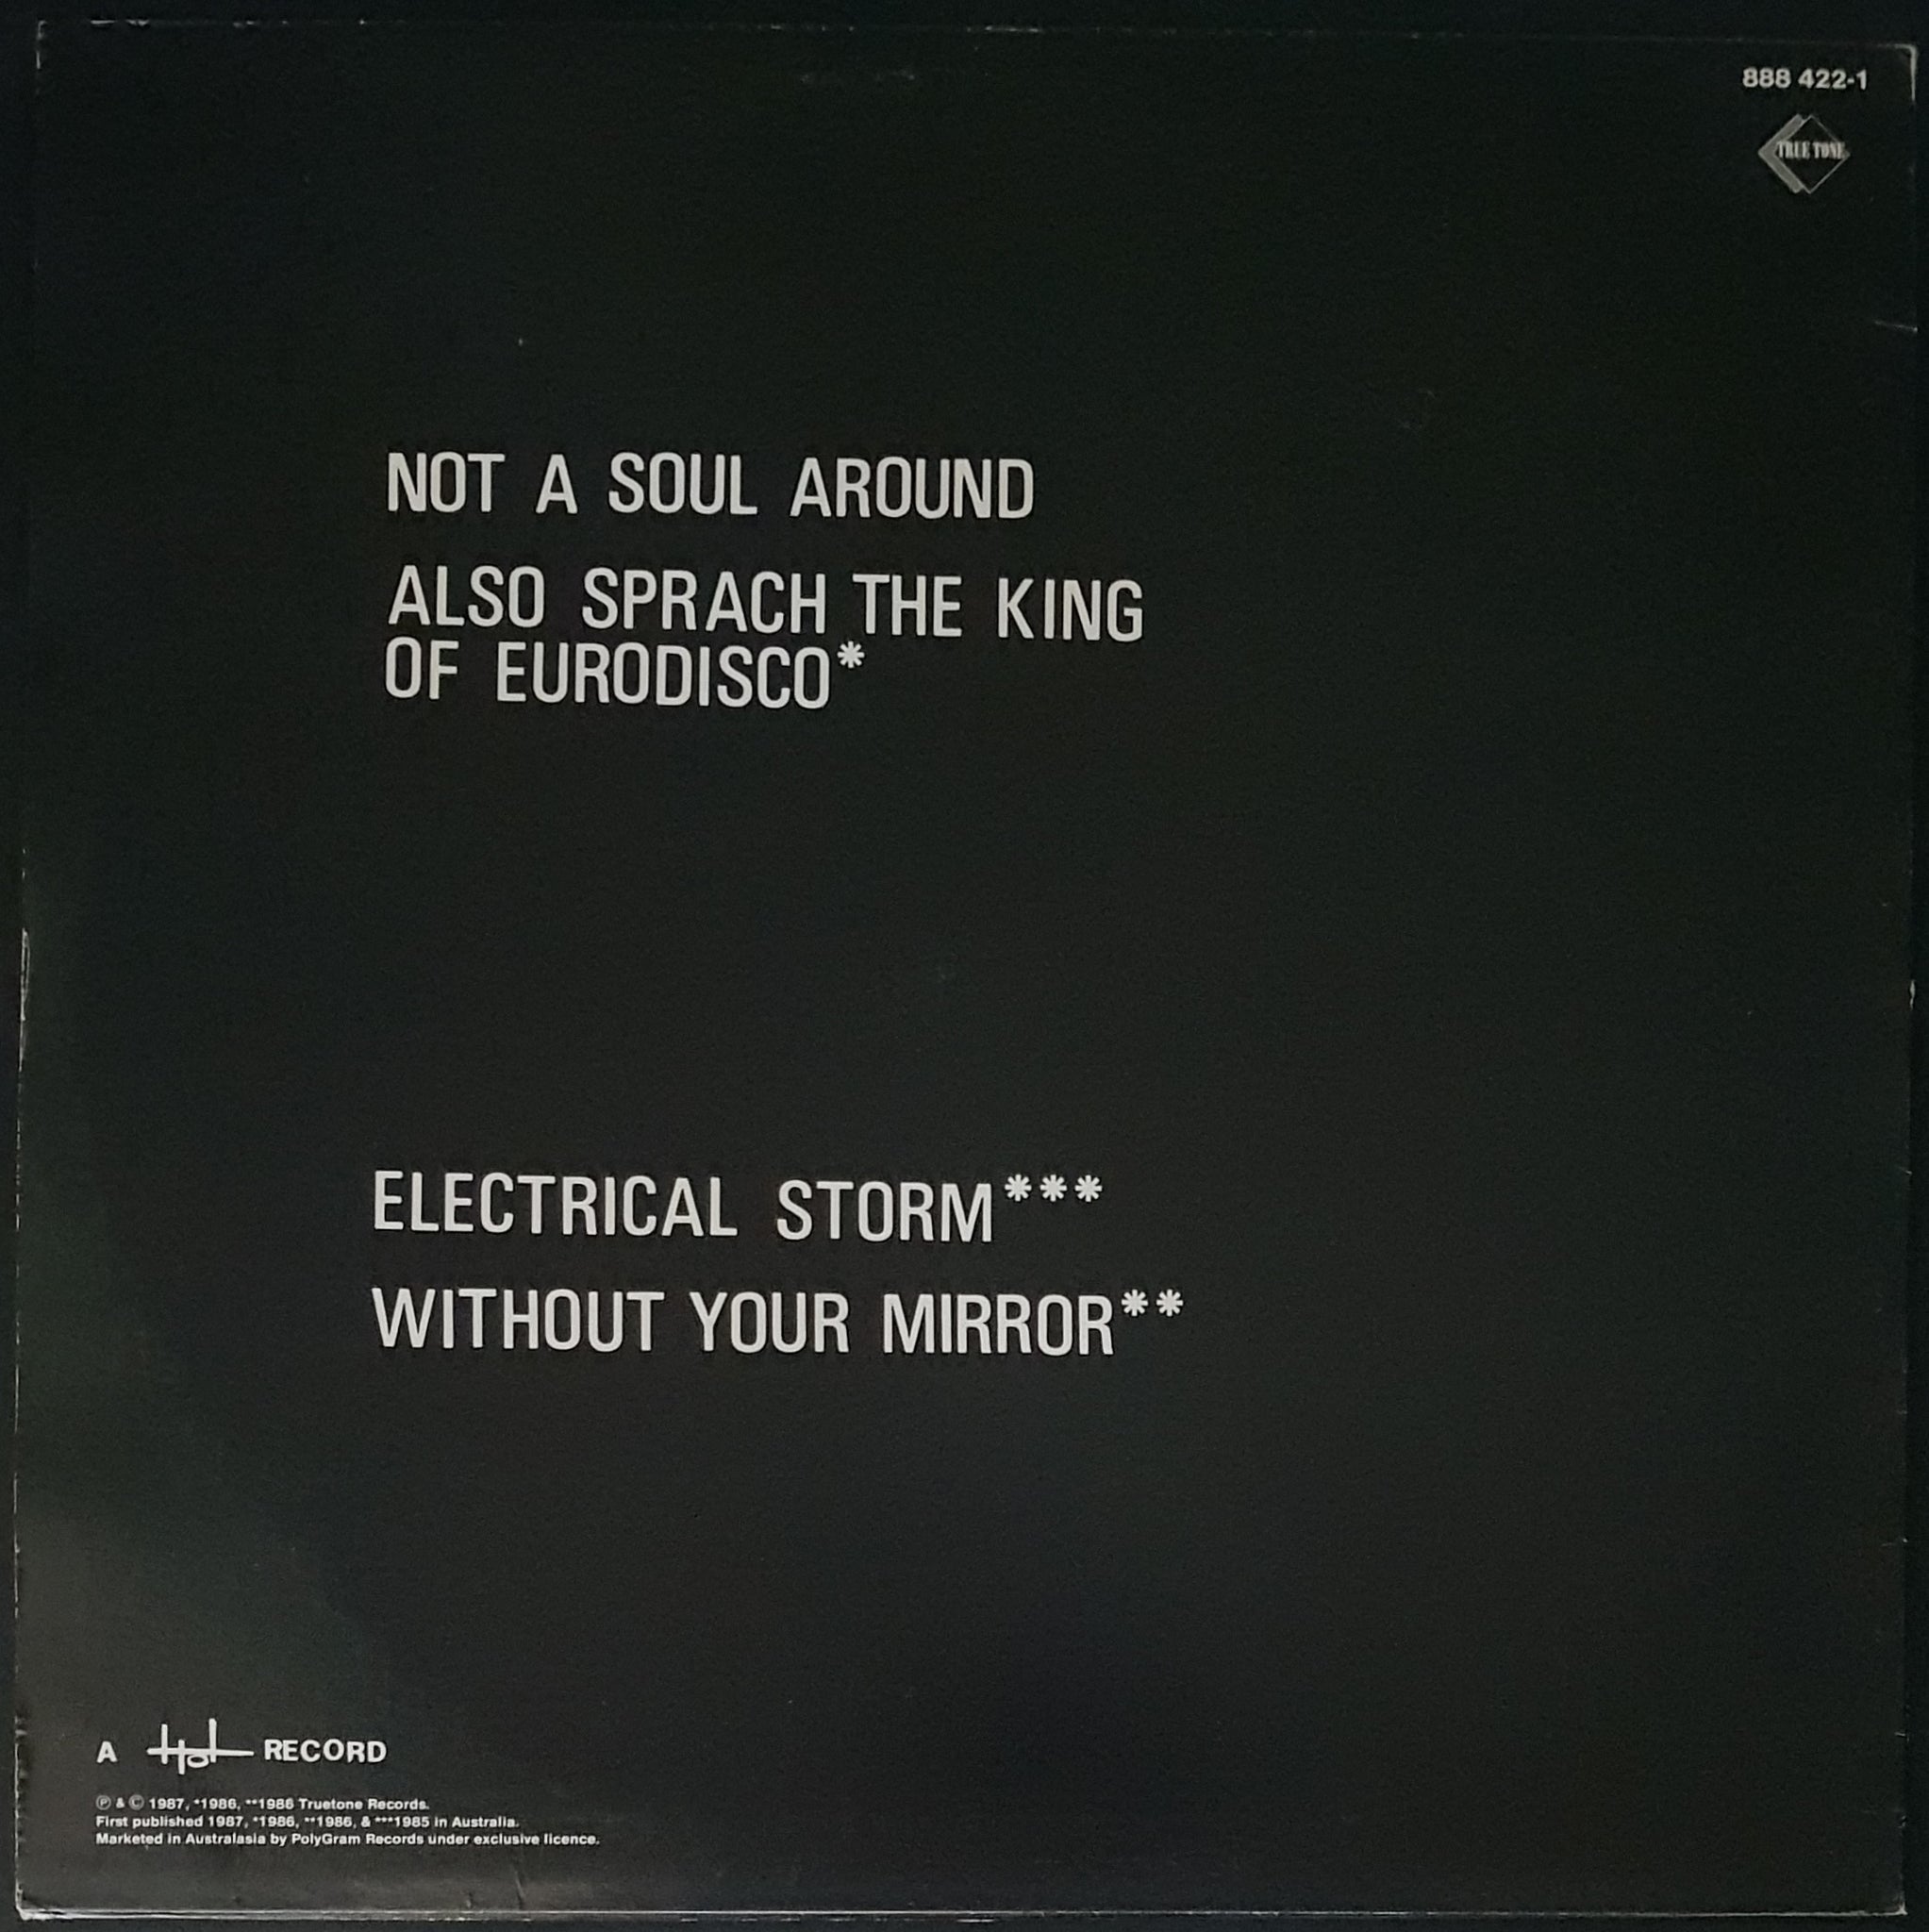 888 422-1
TRUE TONE
NOT A SOUL AROUND
ALSO SPRACH THE KING
OF EURODISCO*
ELECTRICAL STORM***
WITHOUT YOUR MIRROR**
A Hot RECORD
Ⓟ & © 1987, *1986, **1986 Truetone Records.
First published 1987, *1986, **1986, & ***1985 in Australia.
Marketed in Australasia by PolyGram Records under exclusive licence.